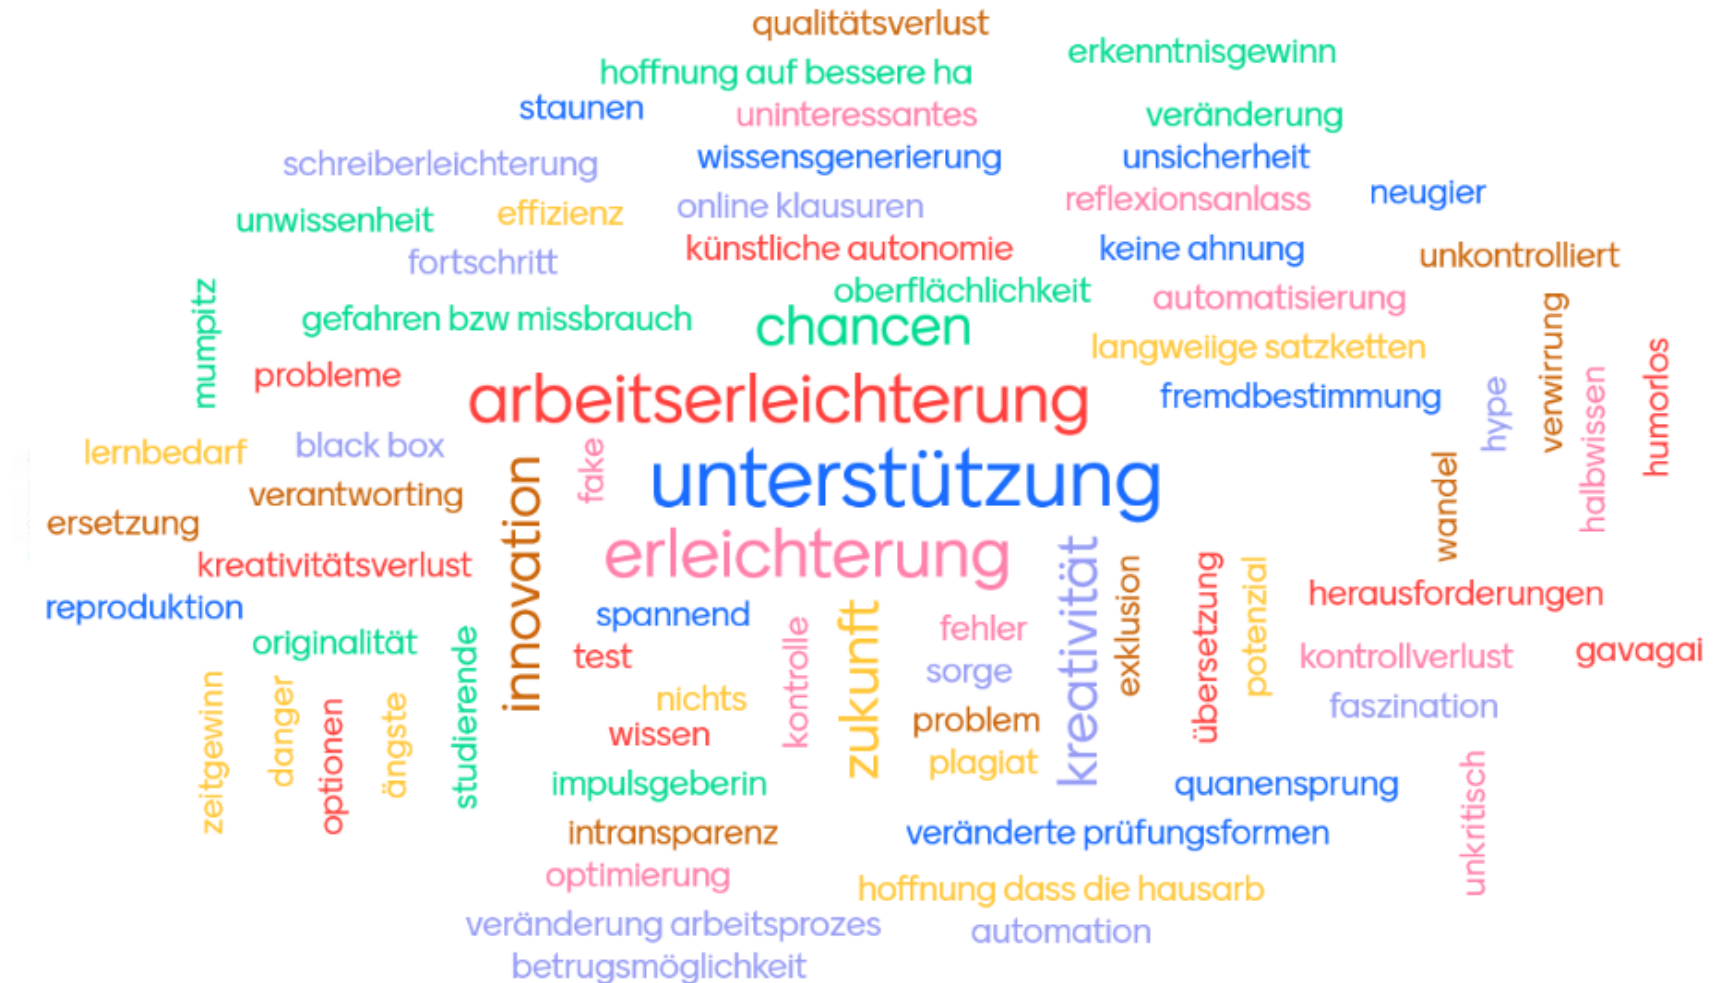 qualitätsverlust
erkenntnisgewinn
hoffnung auf bessere ha
staunen
uninteressantes
veränderung
schreiberleichterung
wissensgenerierung
unsicherheit
unwissenheit
effizienz
online klausuren
reflexionsanlass
neugier
fortschritt
künstliche autonomie
keine ahnung
unkontrolliert
mumpitz
gefahren bzw missbrauch
oberflächlichkeit
chancen
automatisierung
langweiige satzketten
verwirrung
humorlos
probleme
arbeitserleichterung
fremdbestimmung
hype
halbwissen
lernbedarf
black box
fake
unterstützung
wandel
verantworting
innovation
ersetzung
kreativitätsverlust
erleichterung
kreativität
exklusion
übersetzung
potenzial
herausforderungen
reproduktion
originalität
studierende
spannend
test
kontrolle
zukunft
fehler
sorge
kontrollverlust
gavagai
zeitgewinn
danger
optionen
ängste
nichts
wissen
problem
plagiat
faszination
impulsgeberin
quanensprung
unkritisch
intransparenz
veränderte prüfungsformen
optimierung
hoffnung dass die hausarb
veränderung arbeitsprozes
automation
betrugsmöglichkeit